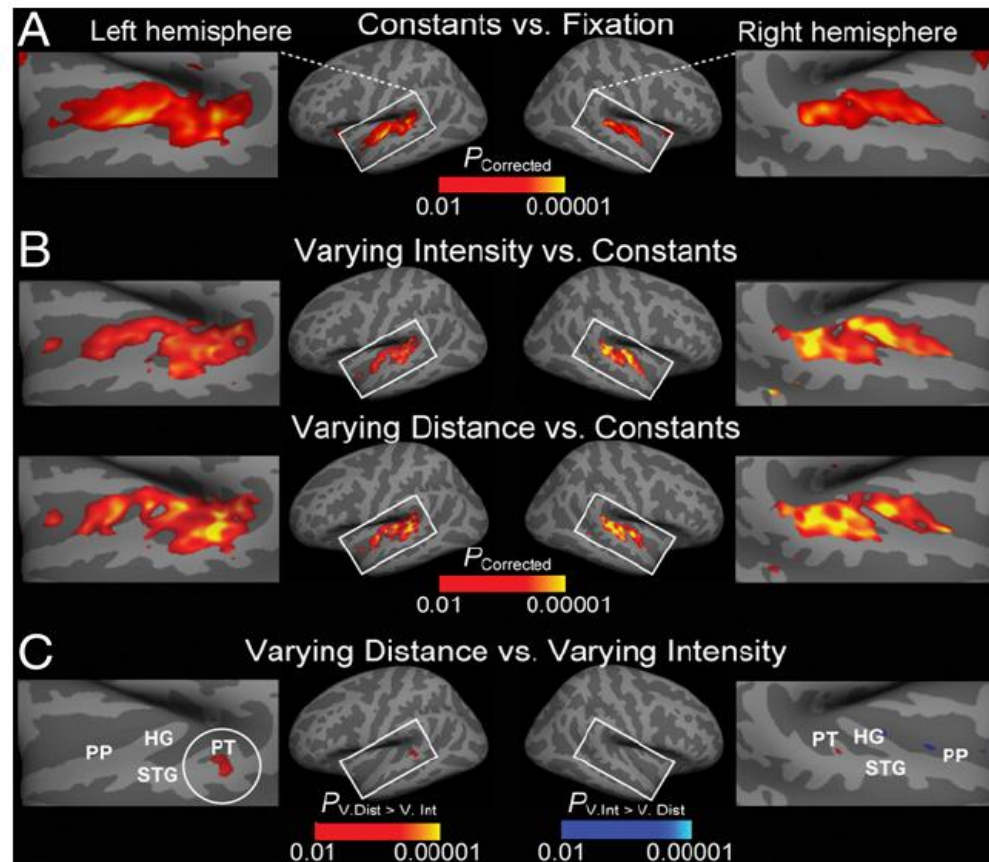 A
Constants vs. Fixation
Left hemisphere
Right hemisphere
PCorrected
0.01 0.00001
B
Varying Intensity vs. Constants
Varying Distance vs. Constants
PCorrected
0.01 0.00001
C
Varying Distance vs. Varying Intensity
PP HG STG PT
PT HG STG PP
PV.Dist > V. Int
0.01 0.00001
PV.Int > V. Dist
0.01 0.00001